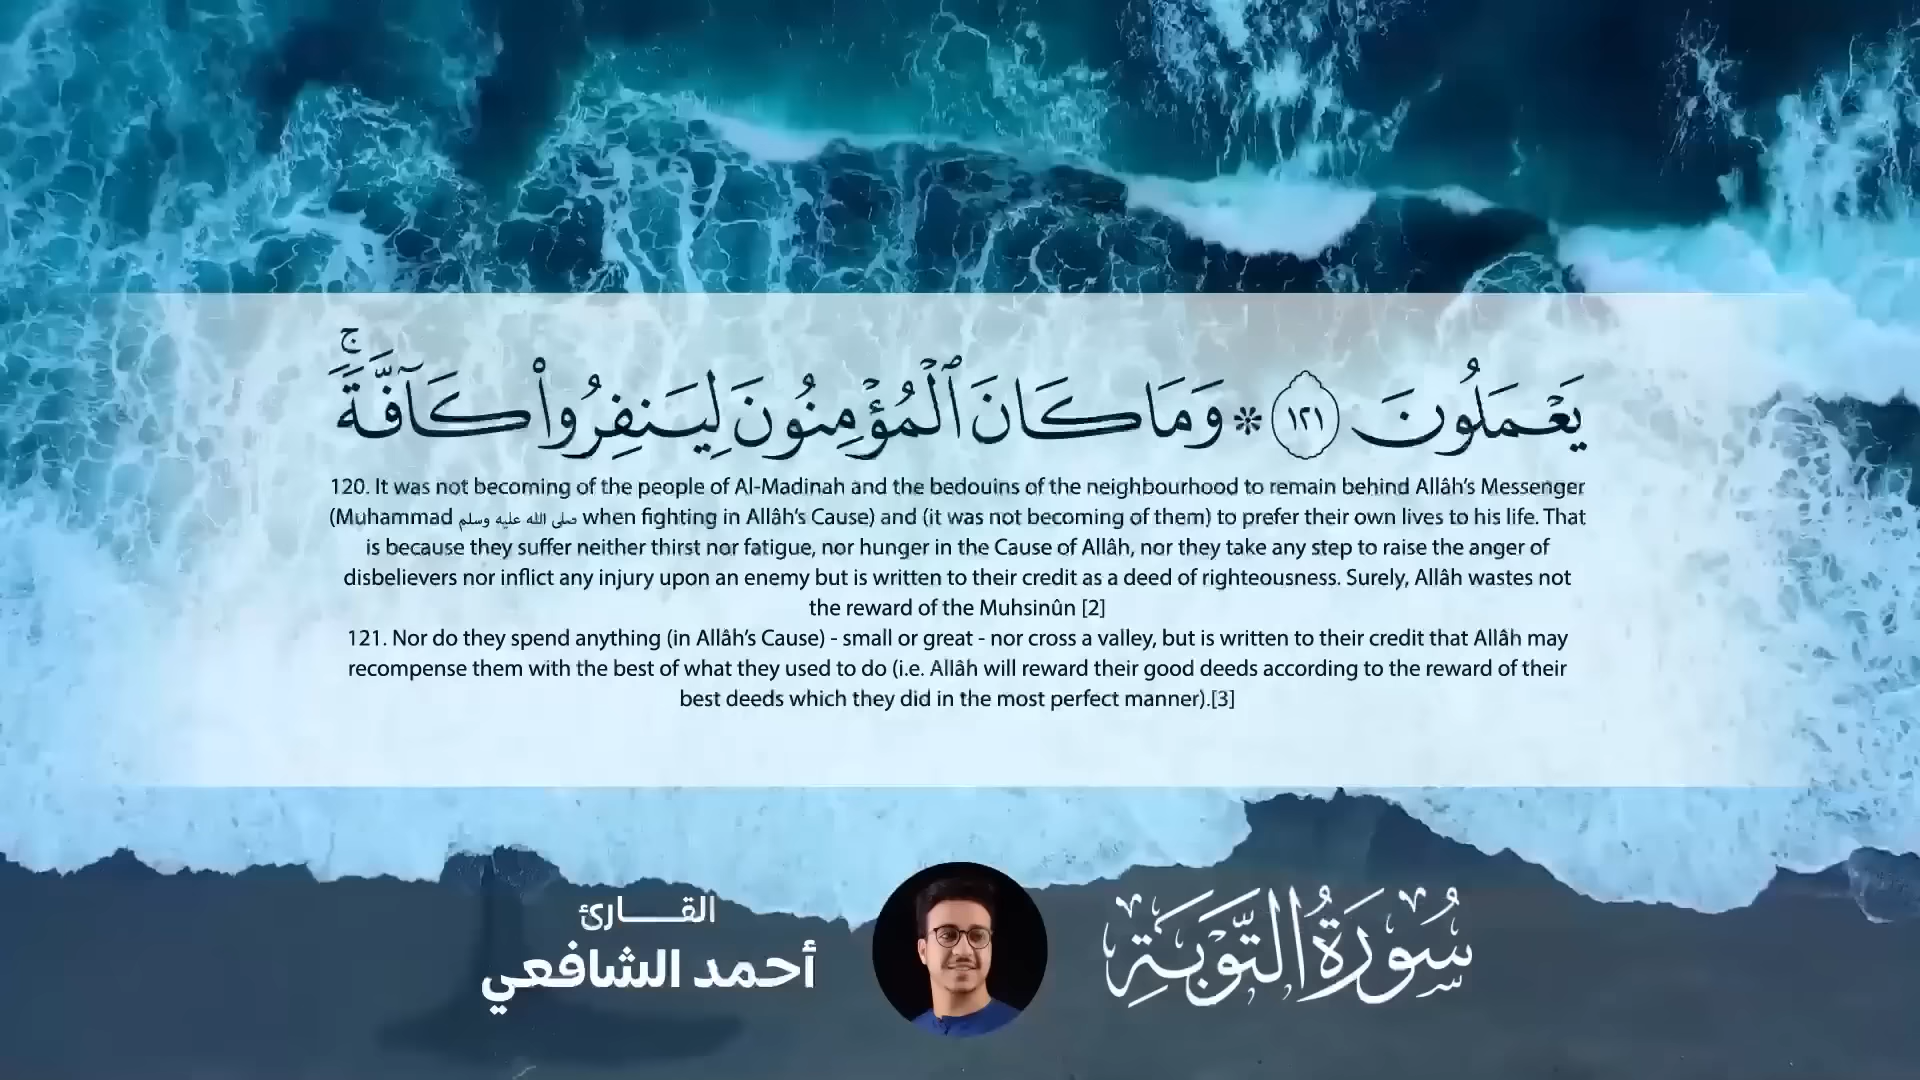 يَعْمَلُونَ ١٢١ * وَمَا كَانَ ٱلْمُؤْمِنُونَ لِيَنفِرُوا۟ كَآفَّةً ۚ
120. It was not becoming of the people of Al-Madinah and the bedouins of the neighbourhood to remain behind Allâh's Messenger
(Muhammad صلى الله عليه وسلم when fighting in Allâh's Cause) and (it was not becoming of them) to prefer their own lives to his life. That
is because they suffer neither thirst nor fatigue, nor hunger in the Cause of Allâh, nor they take any step to raise the anger of
disbelievers nor inflict any injury upon an enemy but is written to their credit as a deed of righteousness. Surely, Allâh wastes not
the reward of the Muhsinûn [2]
121. Nor do they spend anything (in Allâh's Cause) - small or great - nor cross a valley, but is written to their credit that Allâh may
recompense them with the best of what they used to do (i.e. Allâh will reward their good deeds according to the reward of their
best deeds which they did in the most perfect manner).[3]
سُورَةُ التَّوْبَةِ
القـــــارئ
أحمد الشافعي